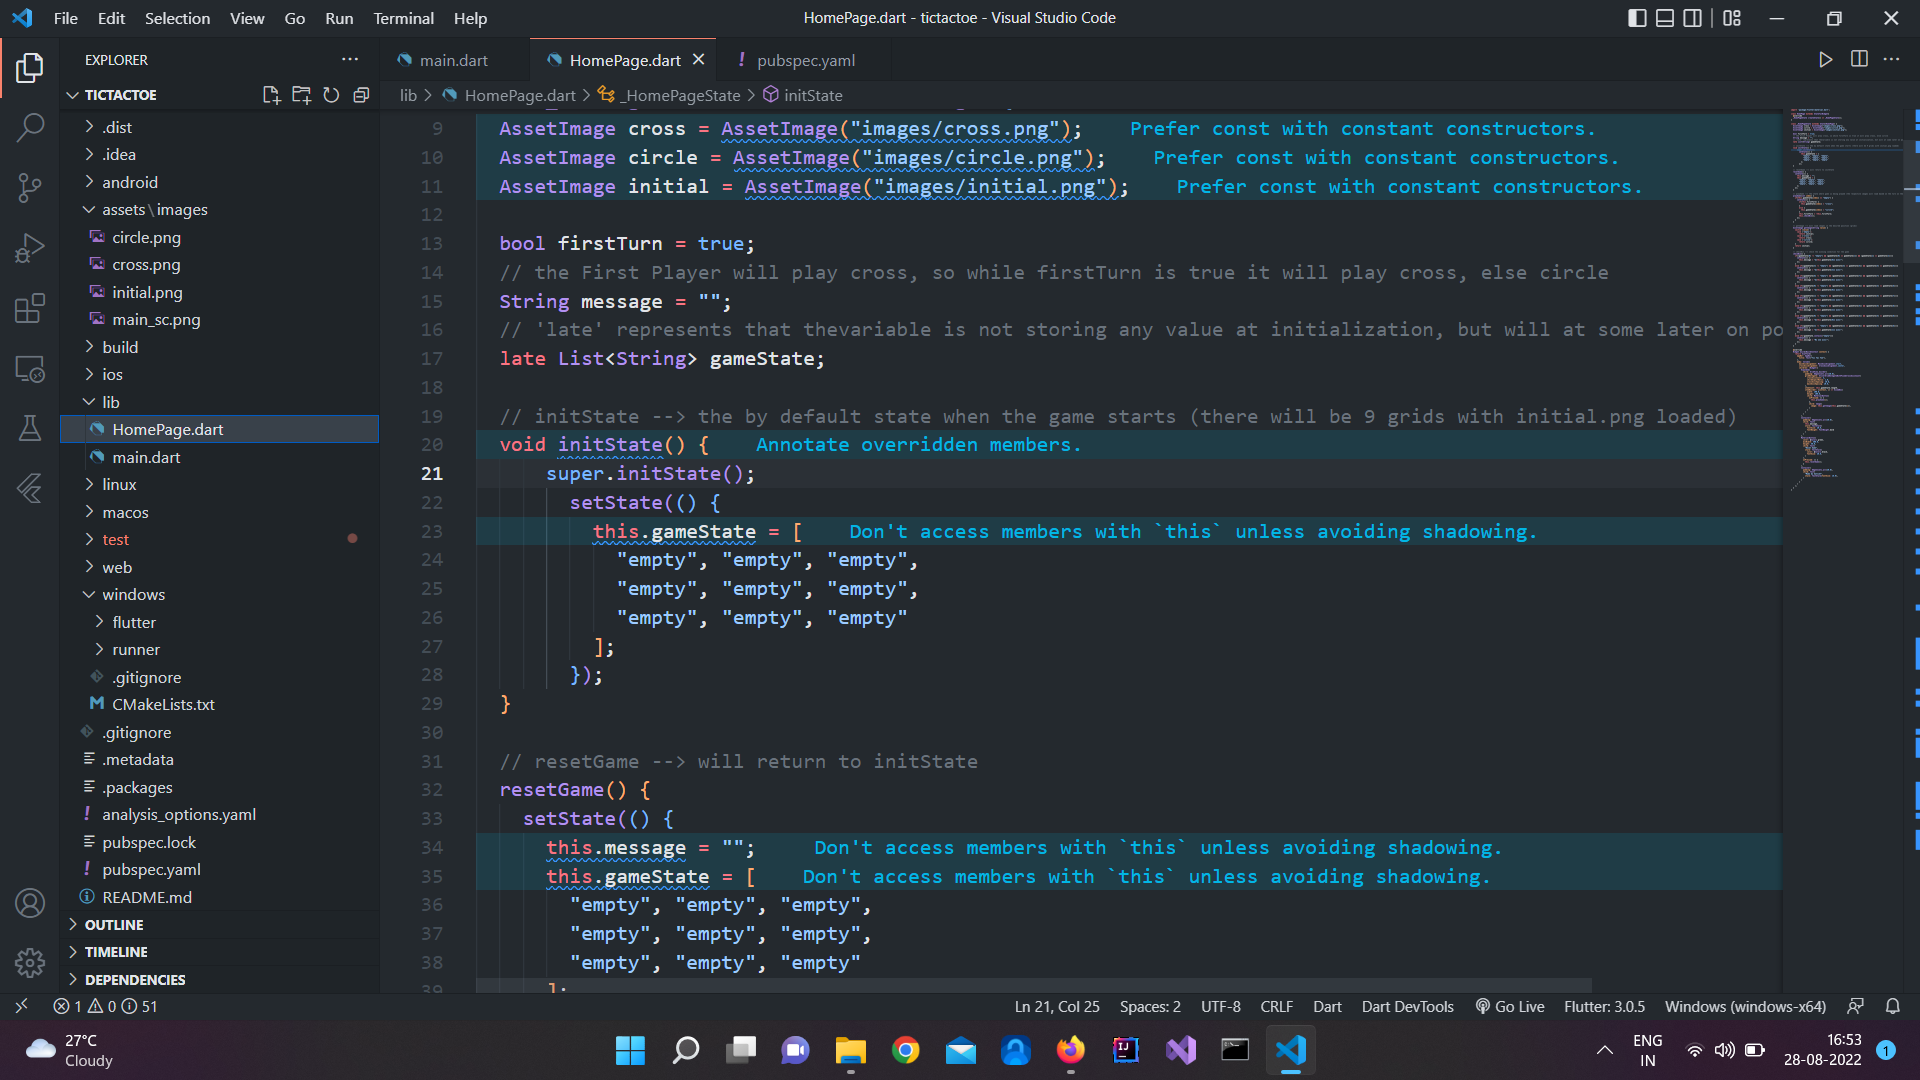 File Edit Selection View Go Run Terminal Help
HomePage.dart - tictactoe - Visual Studio Code
EXPLORER
TICTACTOE
.dist
.idea
android
assets\images
circle.png
cross.png
initial.png
main_sc.png
build
ios
lib
HomePage.dart
main.dart
linux
macos
test
web
windows
flutter
runner
.gitignore
CMakeLists.txt
.gitignore
.metadata
.packages
analysis_options.yaml
pubspec.lock
pubspec.yaml
README.md
OUTLINE
TIMELINE
DEPENDENCIES
main.dart HomePage.dart pubspec.yaml
lib > HomePage.dart > _HomePageState > initState
9 AssetImage cross = AssetImage("images/cross.png"); Prefer const with constant constructors.
10 AssetImage circle = AssetImage("images/circle.png"); Prefer const with constant constructors.
11 AssetImage initial = AssetImage("images/initial.png"); Prefer const with constant constructors.
12
13 bool firstTurn = true;
14 // the First Player will play cross, so while firstTurn is true it will play cross, else circle
15 String message = "";
16 // 'late' represents that thevariable is not storing any value at initialization, but will at some later on po
17 late List<String> gameState;
18
19 // initState --> the by default state when the game starts (there will be 9 grids with initial.png loaded)
20 void initState() { Annotate overridden members.
21 super.initState();
22 setState(() {
23 this.gameState = [ Don't access members with `this` unless avoiding shadowing.
24 "empty", "empty", "empty",
25 "empty", "empty", "empty",
26 "empty", "empty", "empty"
27 ];
28 });
29 }
30
31 // resetGame --> will return to initState
32 resetGame() {
33 setState(() {
34 this.message = ""; Don't access members with `this` unless avoiding shadowing.
35 this.gameState = [ Don't access members with `this` unless avoiding shadowing.
36 "empty", "empty", "empty",
37 "empty", "empty", "empty",
38 "empty", "empty", "empty"
39 ];
1 0 51
Ln 21, Col 25 Spaces: 2 UTF-8 CRLF Dart Dart DevTools Go Live Flutter: 3.0.5 Windows (windows-x64)
27°C
Cloudy
ENG
IN
16:53
28-08-2022
1